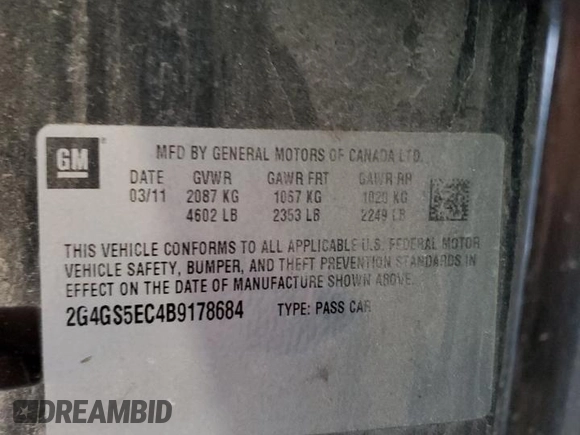 GM ® MFD BY GENERAL MOTORS OF CANADA LTD.
DATE GVWR GAWR FRT GAWR RR
03/11 2087 KG 1067 KG 1020 KG
4602 LB 2353 LB 2249 LB
THIS VEHICLE CONFORMS TO ALL APPLICABLE U.S. FEDERAL MOTOR
VEHICLE SAFETY, BUMPER, AND THEFT PREVENTION STANDARDS IN
EFFECT ON THE DATE OF MANUFACTURE SHOWN ABOVE.
2G4GS5EC4B9178684 TYPE: PASS CAR
DREAMBID